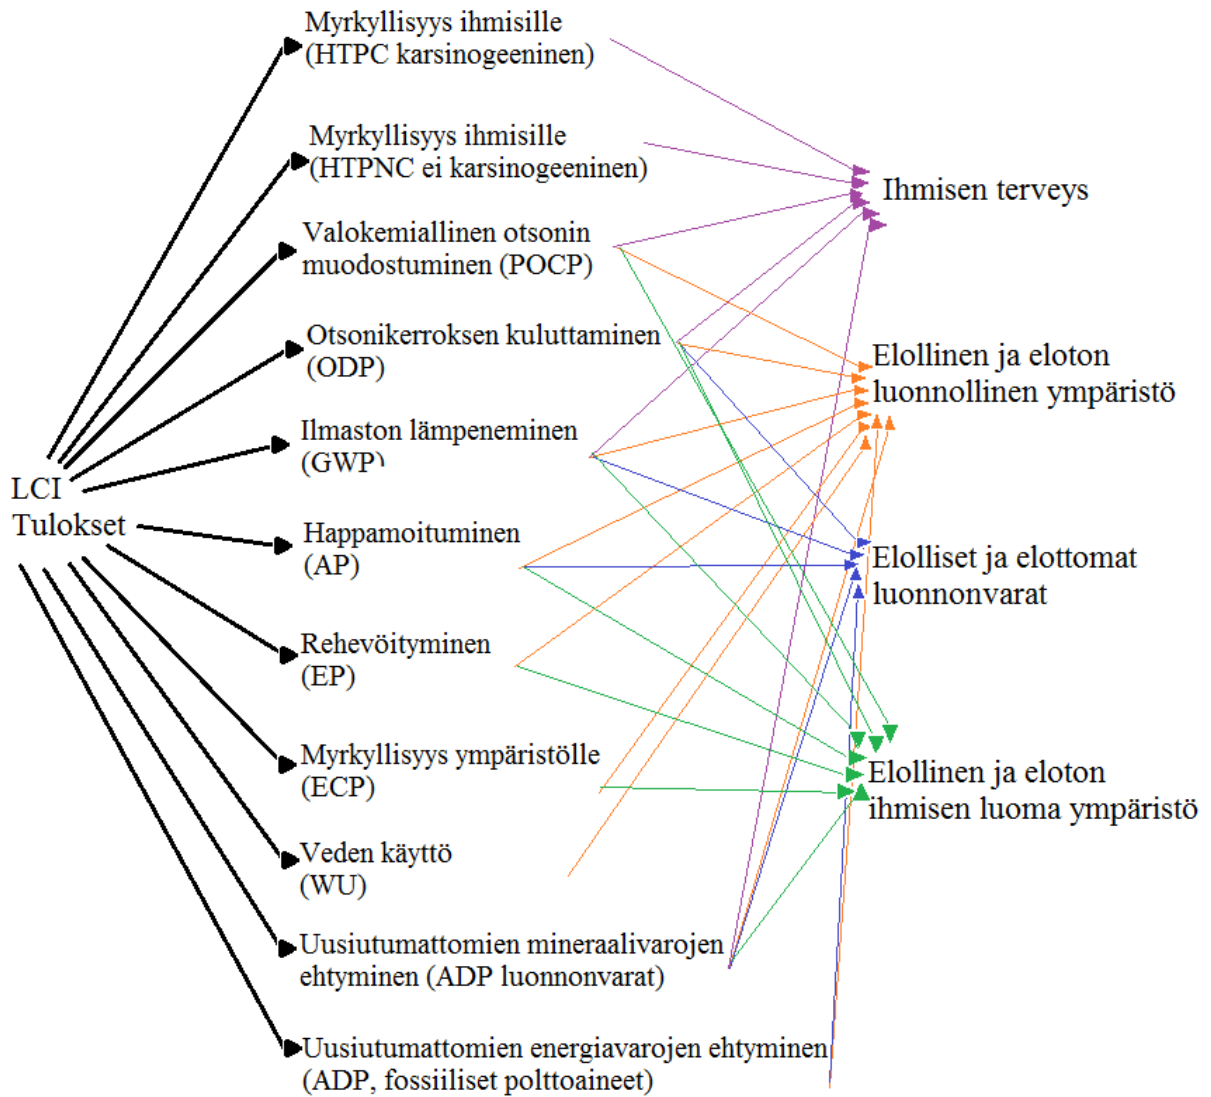 Myrkyllisyys ihmisille
(HTPC karsinogeeninen)
Myrkyllisyys ihmisille
(HTPNC ei karsinogeeninen)
Valokemiallinen otsonin
muodostuminen (POCP)
Otsonikerroksen kuluttaminen
(ODP)
Ilmaston lämpeneminen
(GWP)
LCI
Tulokset
Happamoituminen
(AP)
Rehevöityminen
(EP)
Myrkyllisyys ympäristölle
(ECP)
Veden käyttö
(WU)
Uusiutumattomien mineraalivarojen
ehtyminen (ADP luonnonvarat)
Uusiutumattomien energiavarojen ehtyminen
(ADP, fossiiliset polttoaineet)
Ihmisen terveys
Elollinen ja eloton
luonnollinen ympäristö
Elolliset ja elottomat
luonnonvarat
Elollinen ja eloton
ihmisen luoma ympäristö